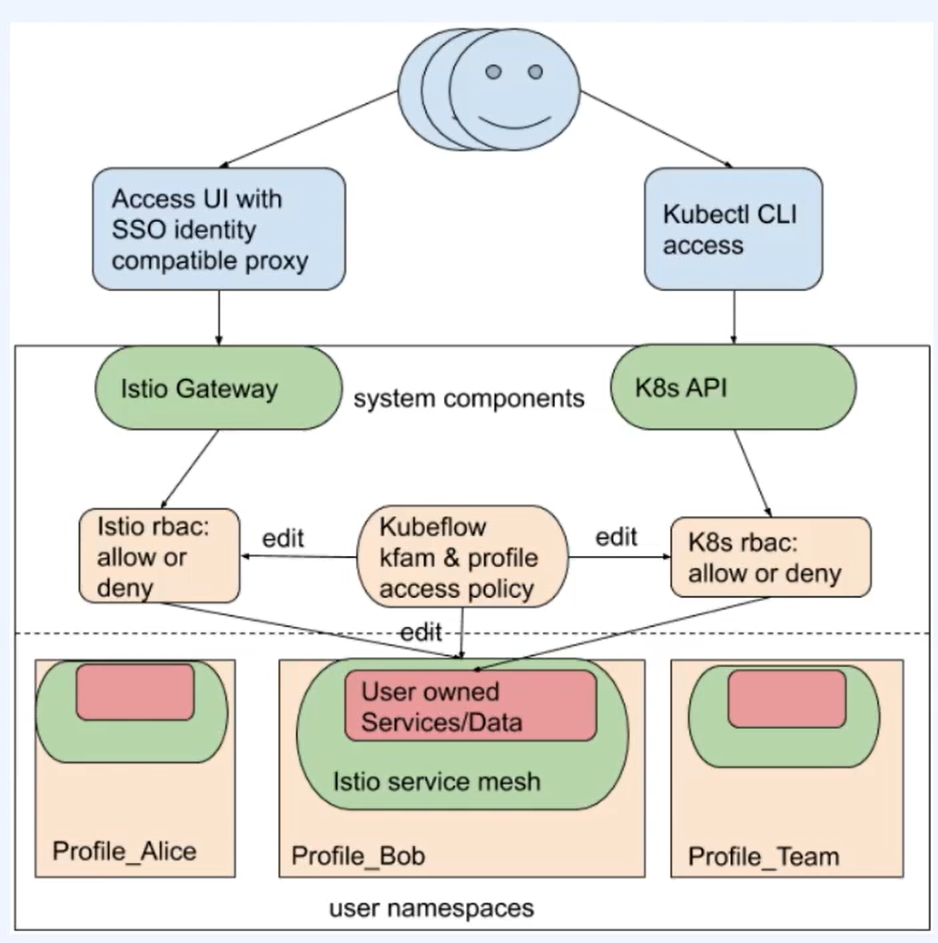 Access UI with
SSO identity
compatible proxy
Kubectl CLI
access
Istio Gateway
system components
K8s API
Istio rbac:
allow or
deny
edit
Kubeflow
kfam & profile
access policy
edit
K8s rbac:
allow or deny
edit
User owned
Services/Data
Istio service mesh
Profile_Alice
Profile_Bob
Profile_Team
user namespaces